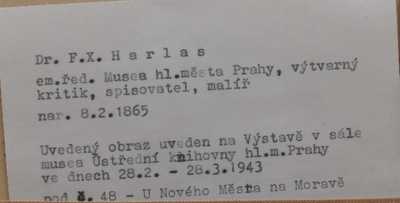 Dr. F.X. H a r l a s
em.řed. Musea hl.města Prahy, výtvarný
kritik, spisovatel, malíř
nar. 8.2.1865
Uvedený obraz uveden na Výstavě v sále
musea Ústřední knihovny hl.m.Prahy
ve dnech 28.2. - 28.3.1943
pod č. 48 - U Nového Města na Moravě